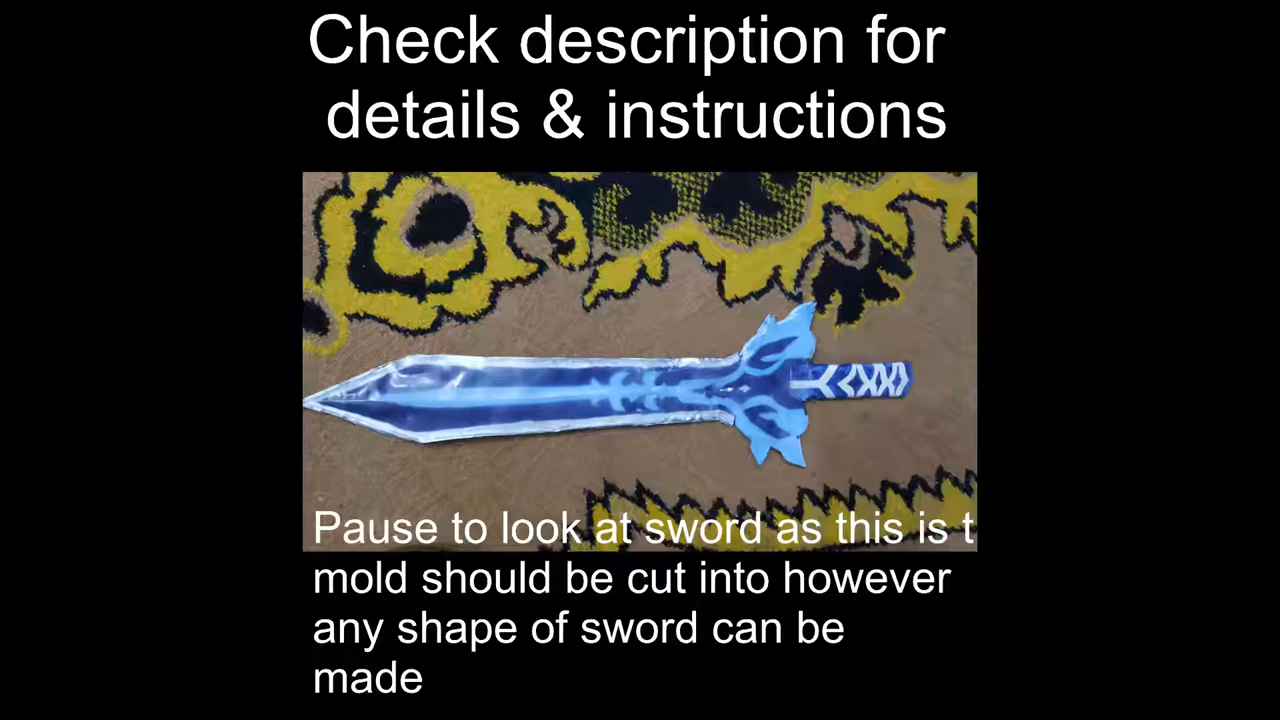 Check description for
details & instructions
Pause to look at sword as this is t
mold should be cut into however
any shape of sword can be
made